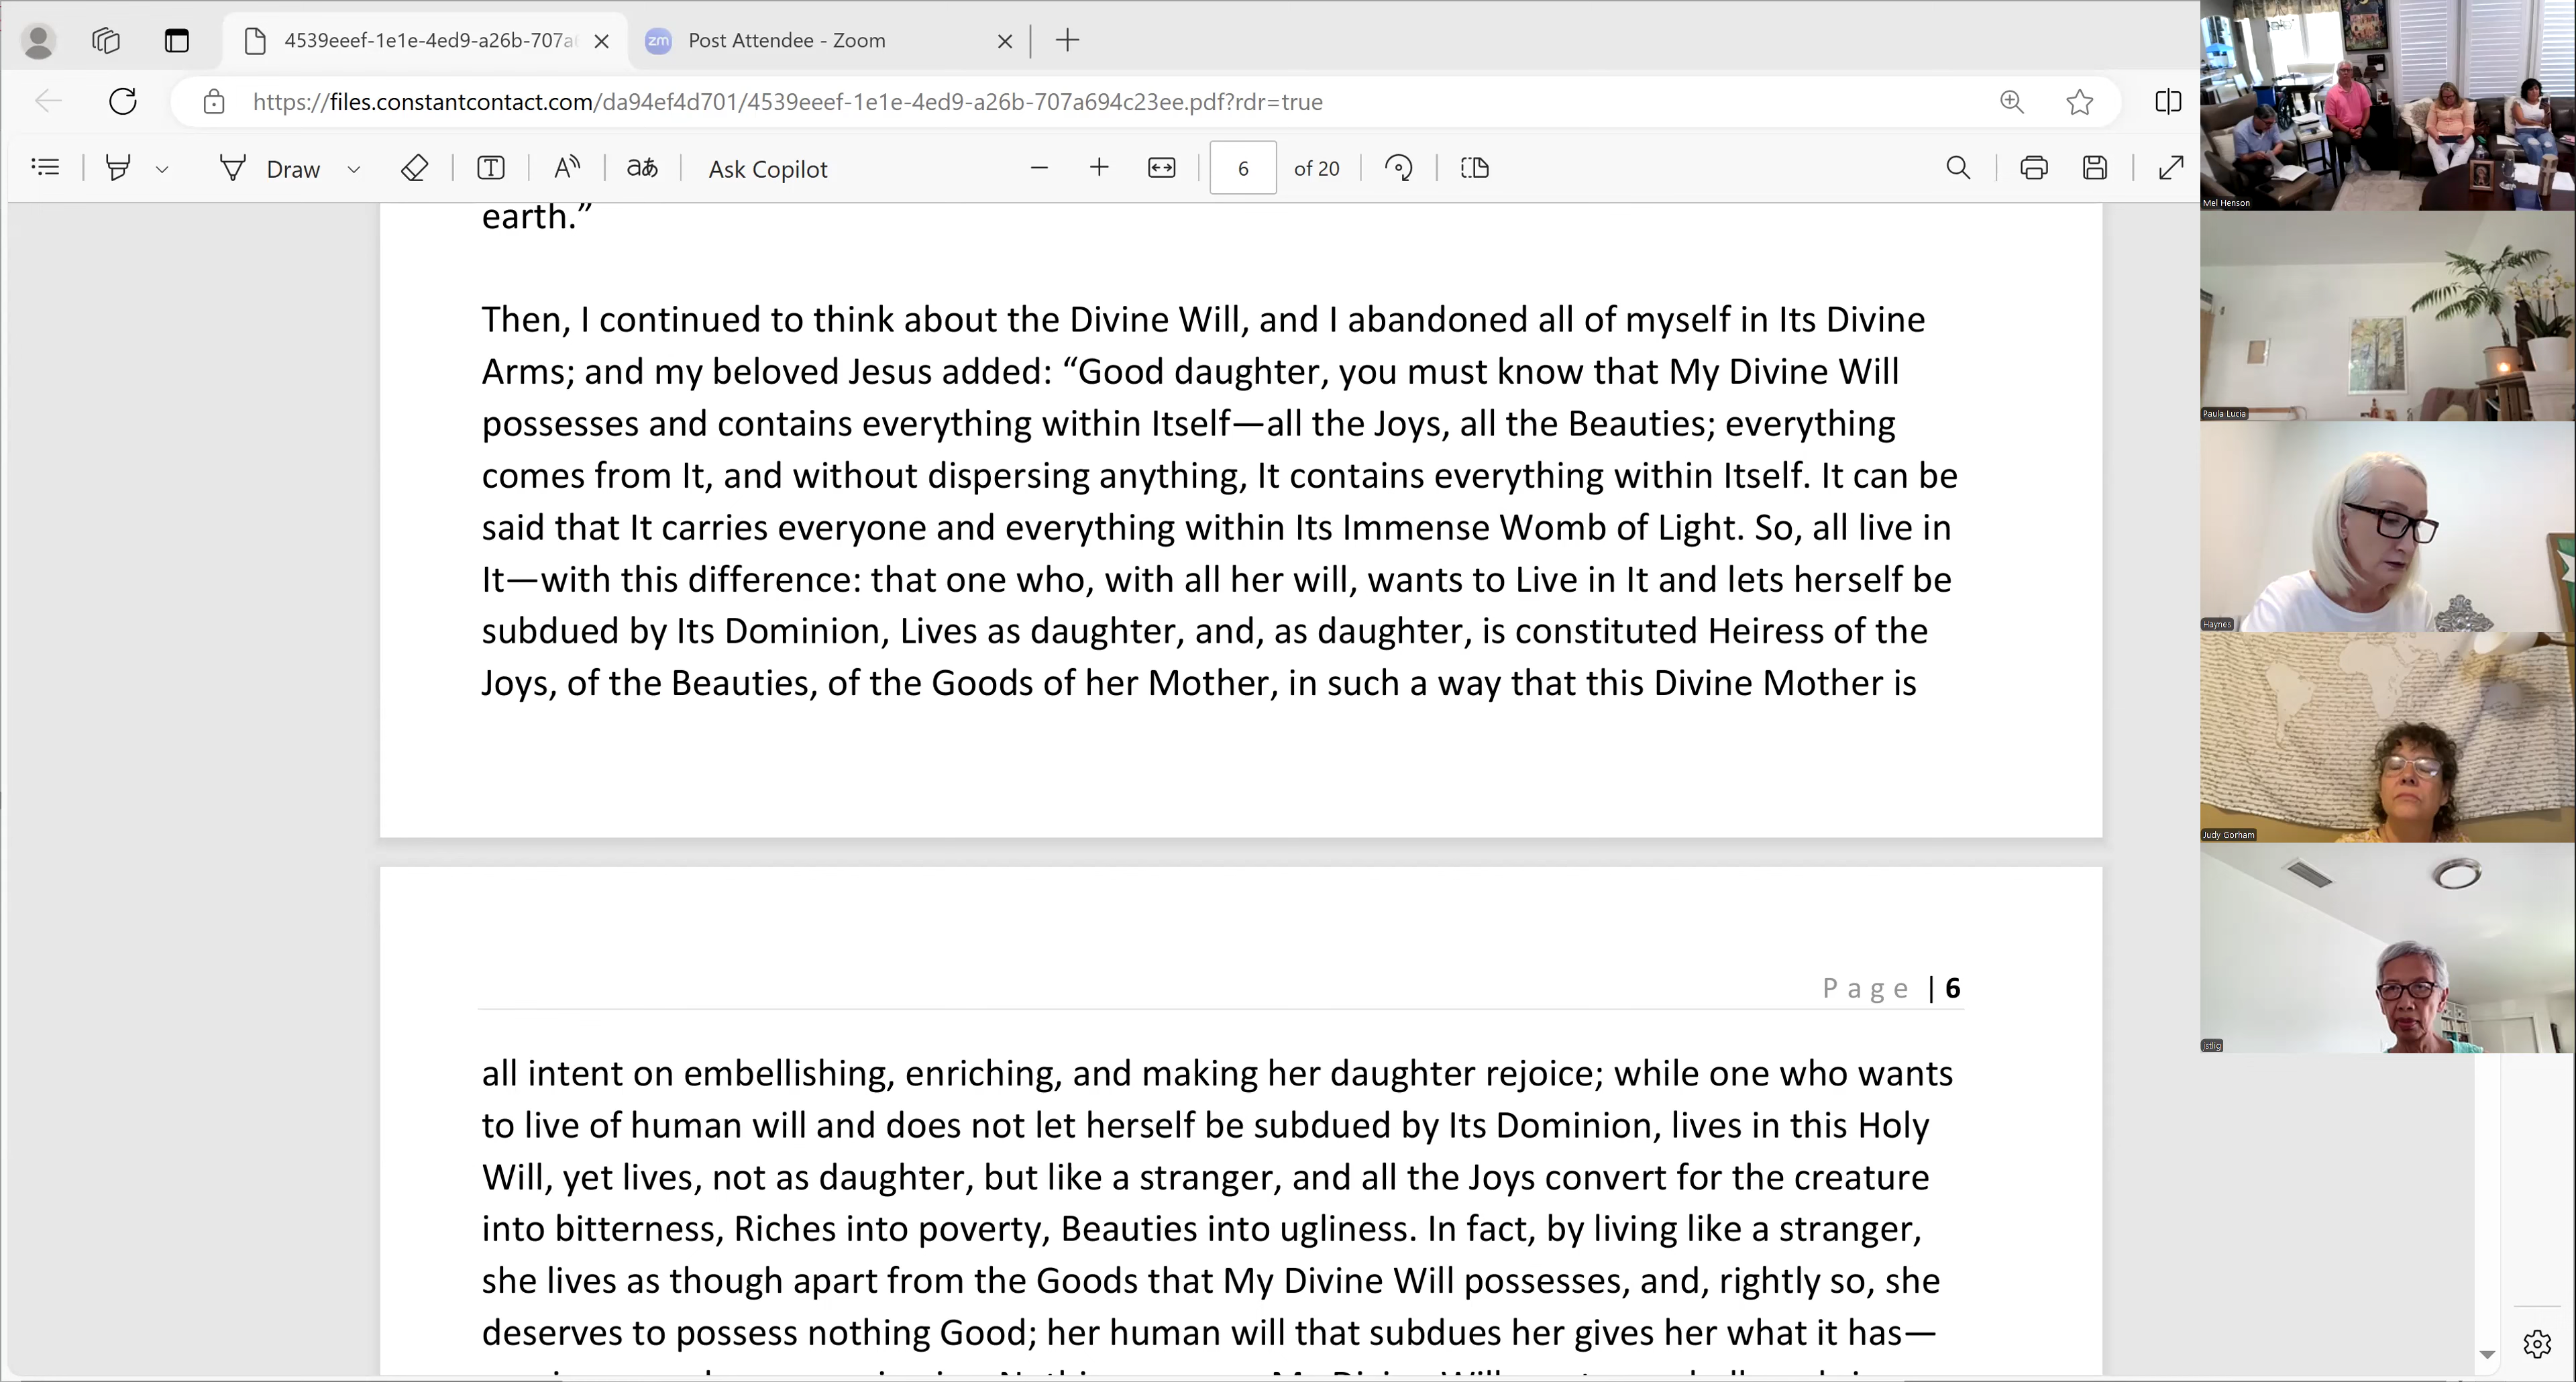 4539eeef-1e1e-4ed9-a26b-707a6
zm Post Attendee - Zoom
https://files.constantcontact.com/da94ef4d701/4539eeef-1e1e-4ed9-a26b-707a694c23ee.pdf?rdr=true
Draw
aあ
Ask Copilot
6 of 20
earth.”
Then, I continued to think about the Divine Will, and I abandoned all of myself in Its Divine
Arms; and my beloved Jesus added: “Good daughter, you must know that My Divine Will
possesses and contains everything within Itself—all the Joys, all the Beauties; everything
comes from It, and without dispersing anything, It contains everything within Itself. It can be
said that It carries everyone and everything within Its Immense Womb of Light. So, all live in
It—with this difference: that one who, with all her will, wants to Live in It and lets herself be
subdued by Its Dominion, Lives as daughter, and, as daughter, is constituted Heiress of the
Joys, of the Beauties, of the Goods of her Mother, in such a way that this Divine Mother is
Page | 6
all intent on embellishing, enriching, and making her daughter rejoice; while one who wants
to live of human will and does not let herself be subdued by Its Dominion, lives in this Holy
Will, yet lives, not as daughter, but like a stranger, and all the Joys convert for the creature
into bitterness, Riches into poverty, Beauties into ugliness. In fact, by living like a stranger,
she lives as though apart from the Goods that My Divine Will possesses, and, rightly so, she
deserves to possess nothing Good; her human will that subdues her gives her what it has—
Mel Henson
Paula Lucia
Haynes
Judy Gorham
jstlig